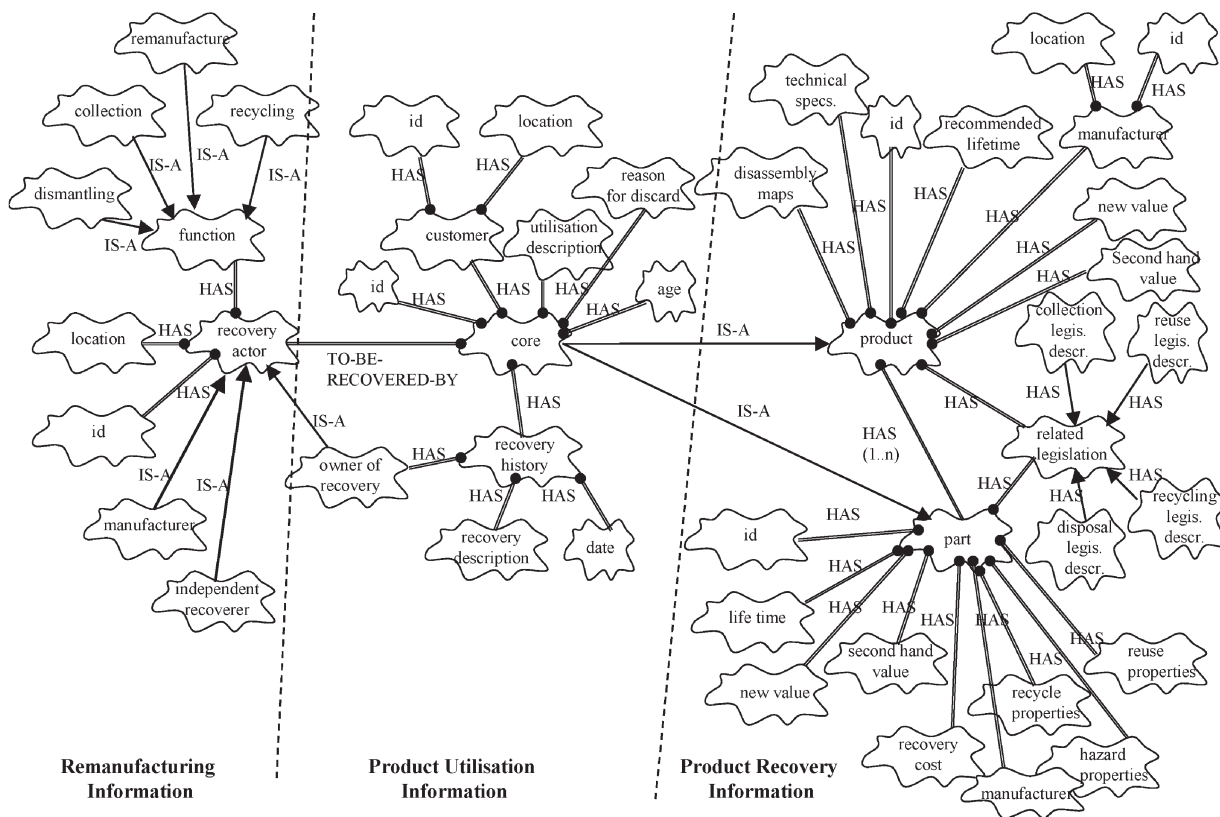 remanufacture
collection
recycling
IS-A
IS-A
IS-A
dismantling
IS-A
function
HAS
location
HAS
recovery
actor
HAS
id
IS-A
IS-A
manufacturer
independent
recoverer
TO-BE-
RECOVERED-BY
IS-A
Remanufacturing
Information
id
location
HAS
HAS
reason
for discard
customer
utilisation
description
id
HAS
HAS
HAS
HAS
age
core
HAS
owner of
recovery
HAS
recovery
history
HAS
HAS
recovery
description
date
Product Utilisation
Information
IS-A
IS-A
location
id
HAS
HAS
manufacturer
technical
specs.
id
recommended
lifetime
disassembly
maps
HAS
HAS
HAS
HAS
new value
HAS
Second hand
value
product
collection
legis.
descr.
reuse
legis.
descr.
HAS
HAS
HAS
HAS
(1..n)
related
legislation
HAS
HAS
HAS
disposal
legis.
descr.
recycling
legis.
descr.
id
HAS
part
HAS
life time
HAS
HAS
HAS
HAS
HAS
HAS
new value
second hand
value
reuse
properties
recycle
properties
recovery
cost
hazard
properties
manufacturer
Product Recovery
Information